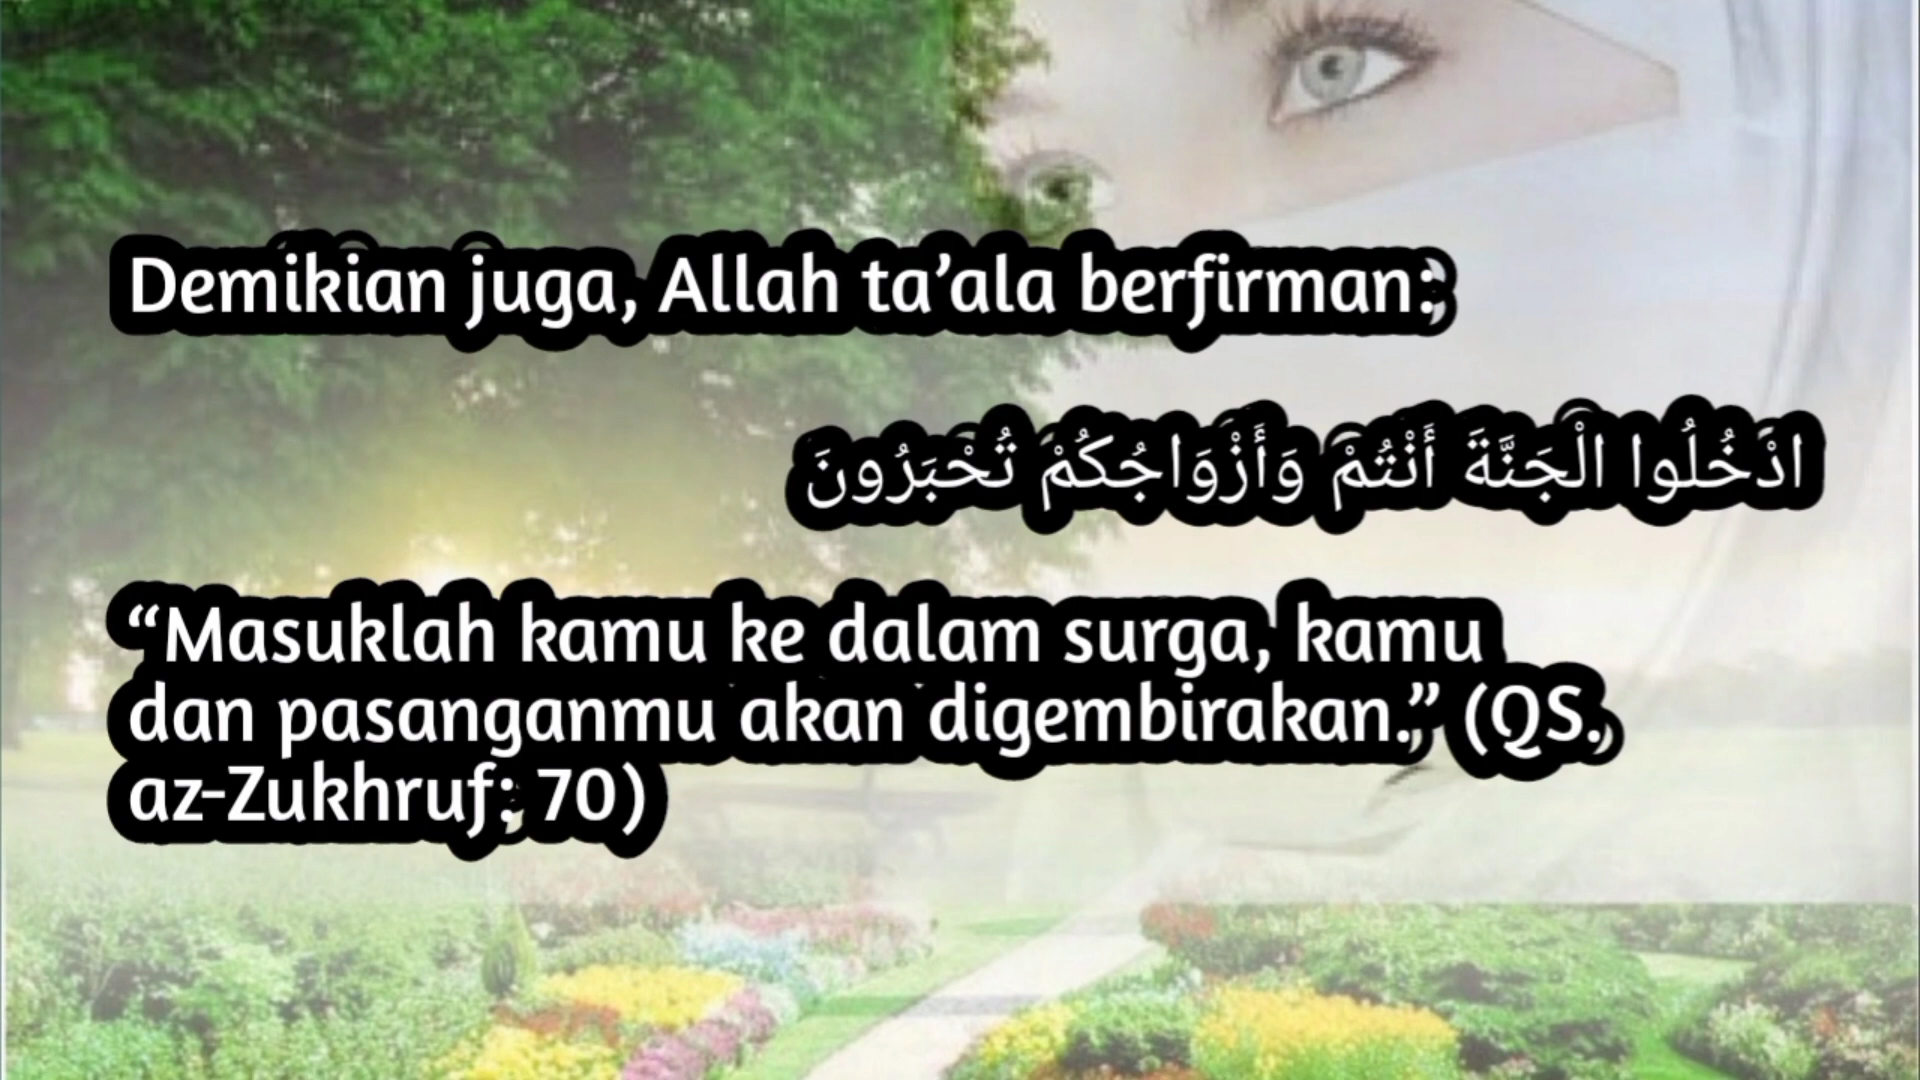 Demikian juga, Allah ta’ala berfirman:
ادْخُلُوا الْجَنَّةَ أَنْتُمْ وَأَزْوَاجُكُمْ تُحْبَرُونَ
“Masuklah kamu ke dalam surga, kamu
dan pasanganmu akan digembirakan.” (QS.
az-Zukhruf: 70)